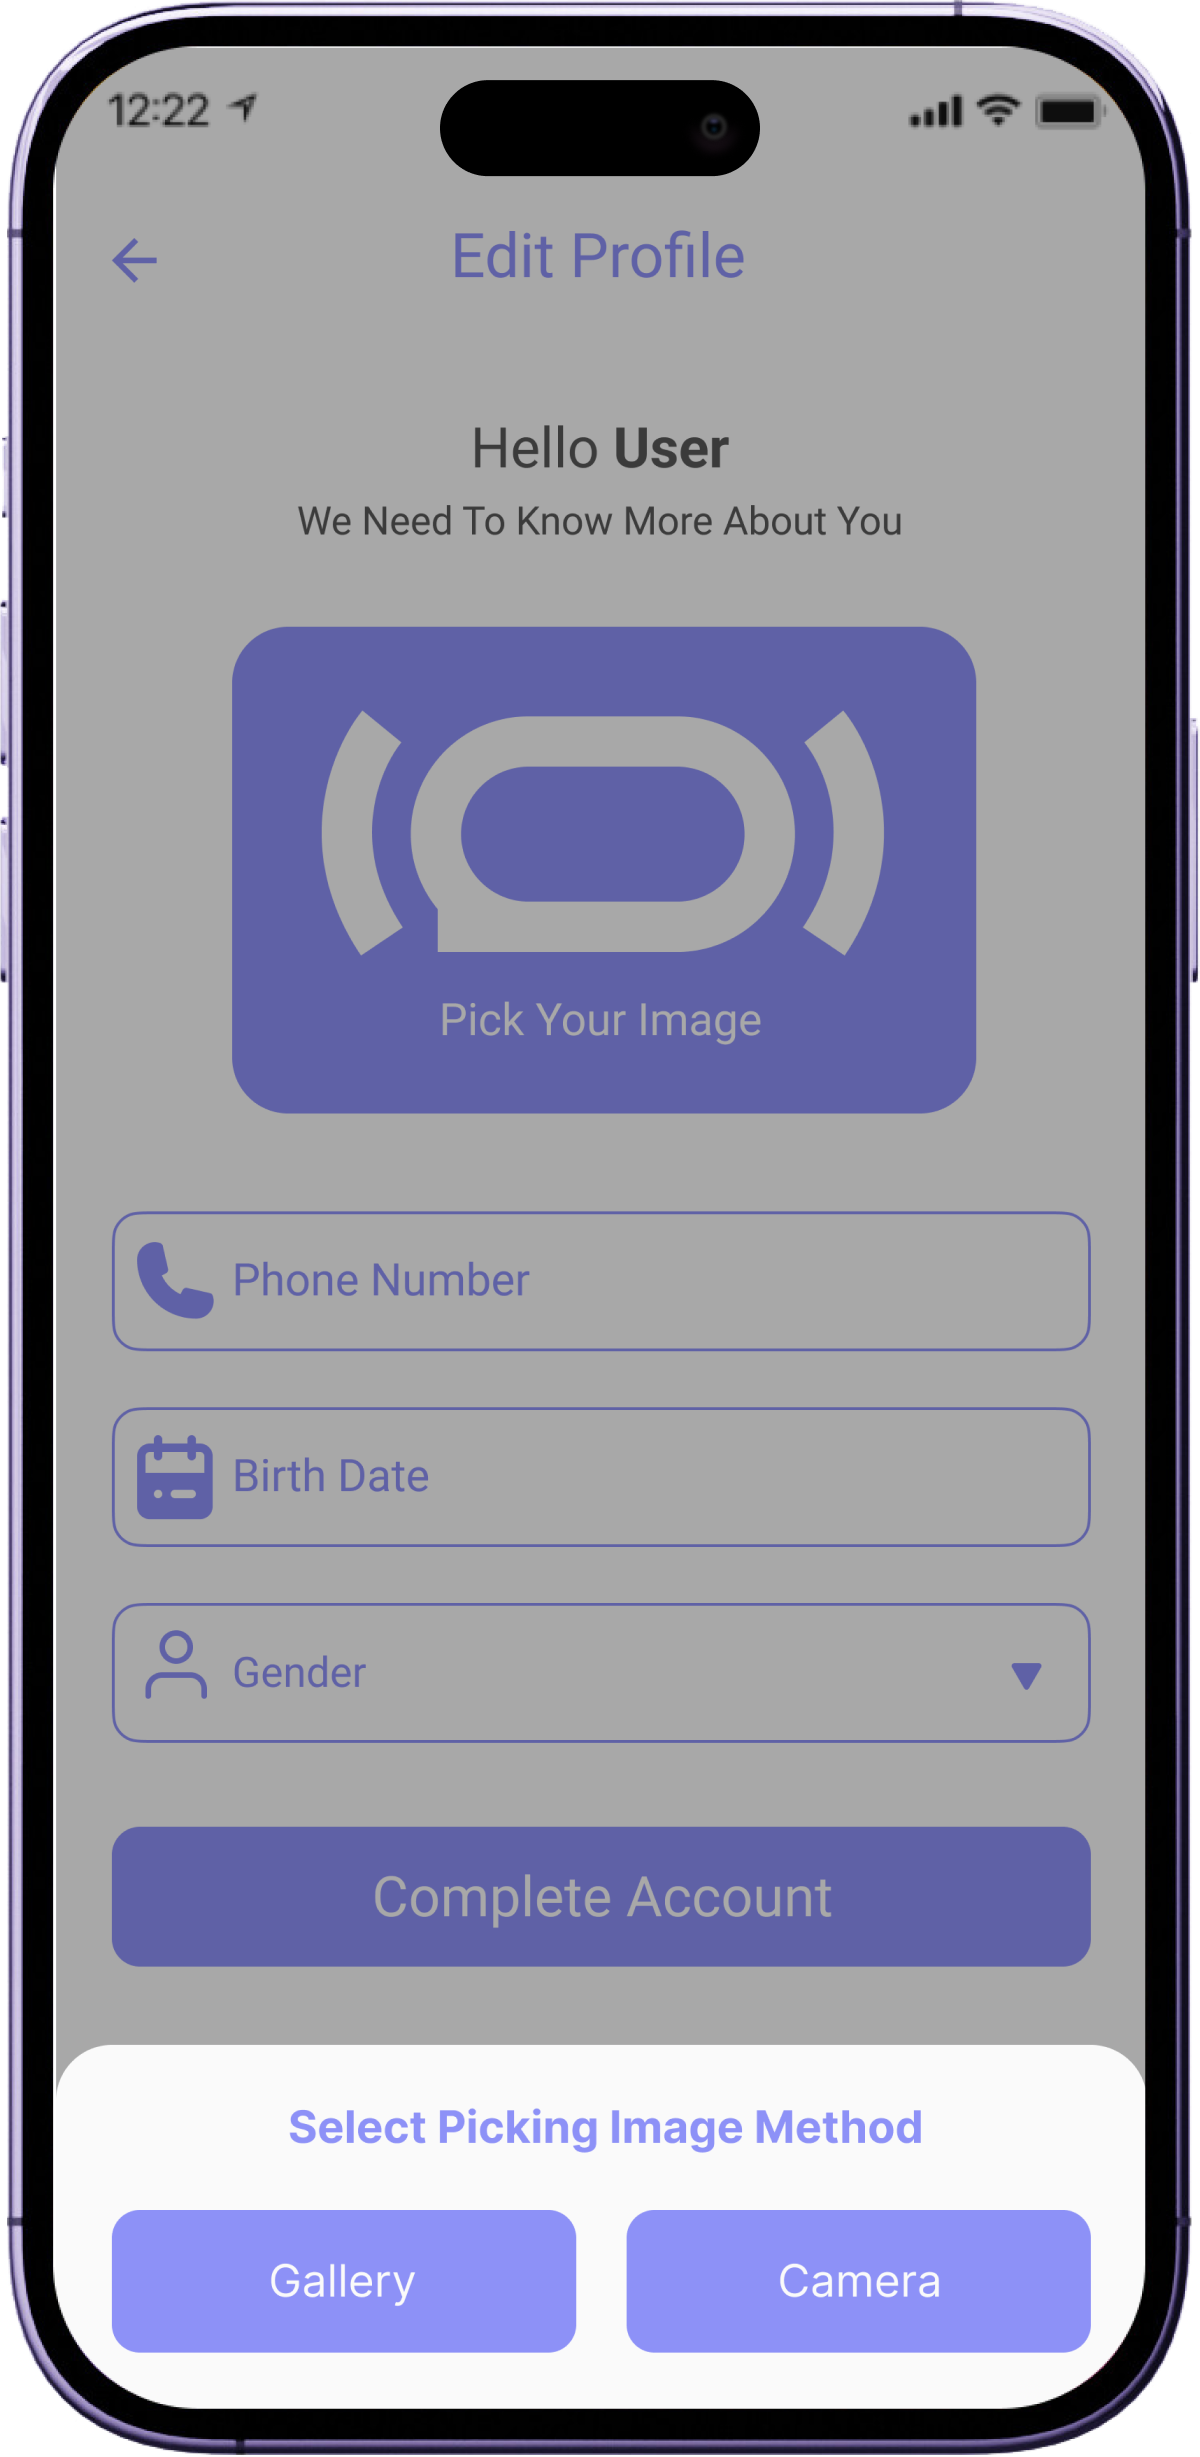 12:22
Edit Profile
Hello User
We Need To Know More About You
Pick Your Image
Phone Number
Birth Date
Gender
Complete Account
Select Picking Image Method
Gallery
Camera